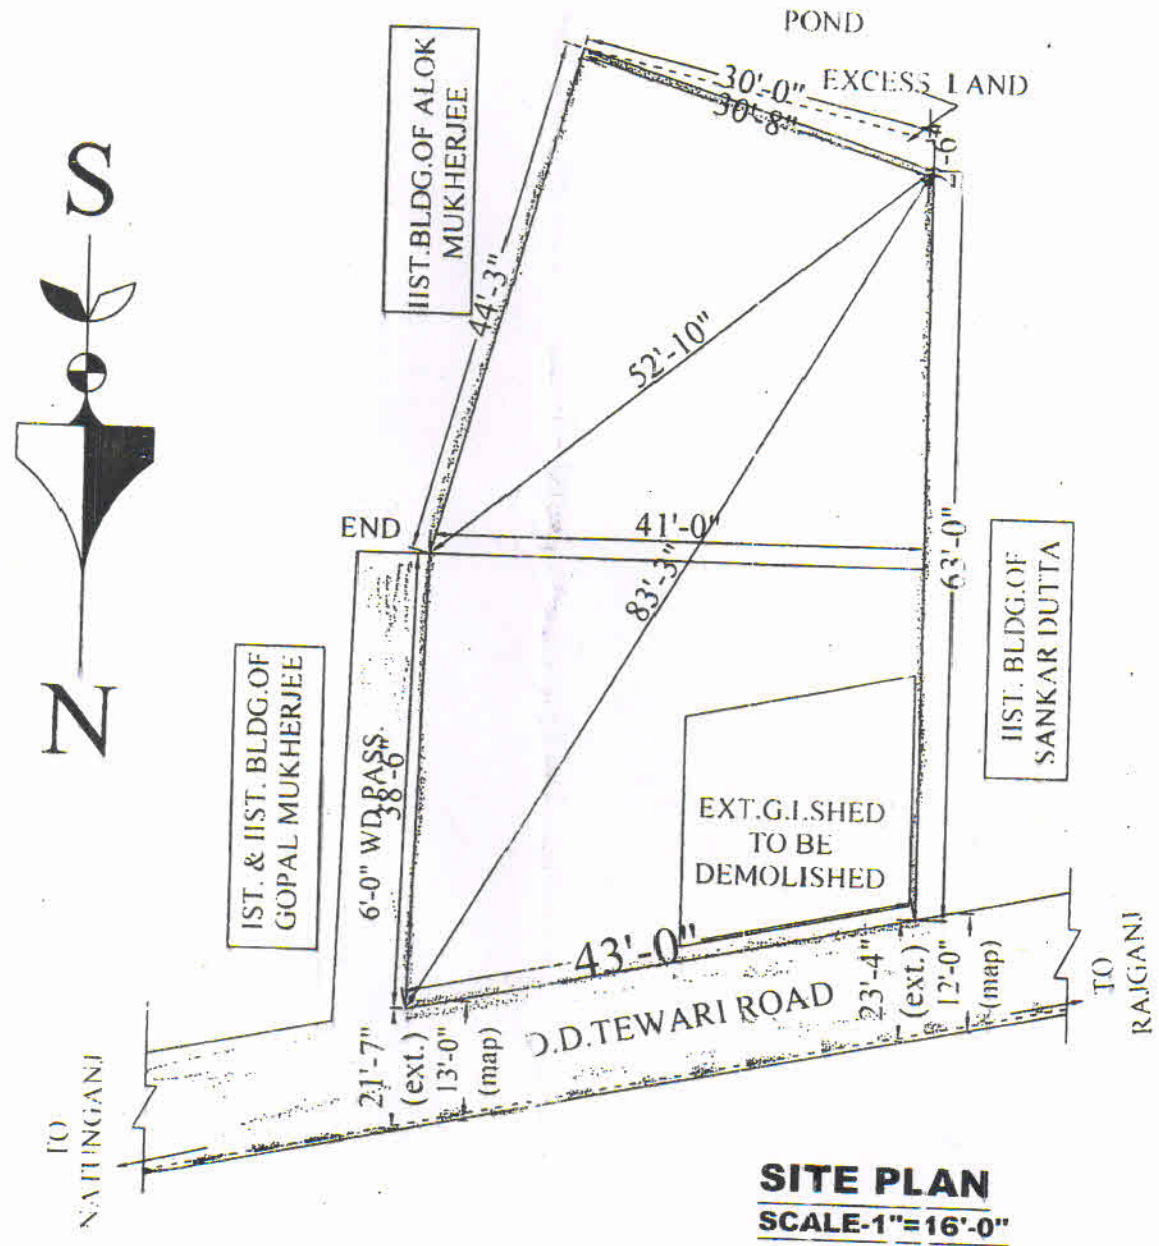 POND
EXCESS LAND
30'-0"
30'-8"
IIST.BLDG.OF ALOK
MUKHERJEE
S
44'-3"
52'-10"
END
41'-0"
83'-3"
63'-0"
IIST. BLDG.OF
SANKAR DUTTA
N
IST. & IIST. BLDG.OF
GOPAL MUKHERJEE
6'-0" WD.PASS.
38'-6"
EXT.G.I.SHED
TO BE
DEMOLISHED
43'-0"
D.D.TEWARI ROAD
23'-4"
(ext.)
12'-0"
(map)
TO
RAJGANJ
21'-7"
(ext.)
13'-0"
(map)
TO
NATUNGANJ
SITE PLAN
SCALE-1"=16'-0"